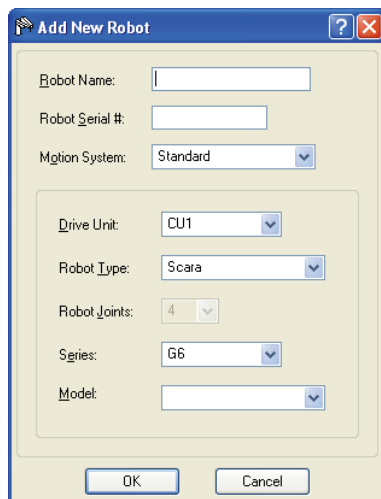 Add New Robot
Robot Name:
Robot Serial #:
Motion System: Standard
Drive Unit: CU1
Robot Type: Scara
Robot Joints: 4
Series: G6
Model:
OK Cancel